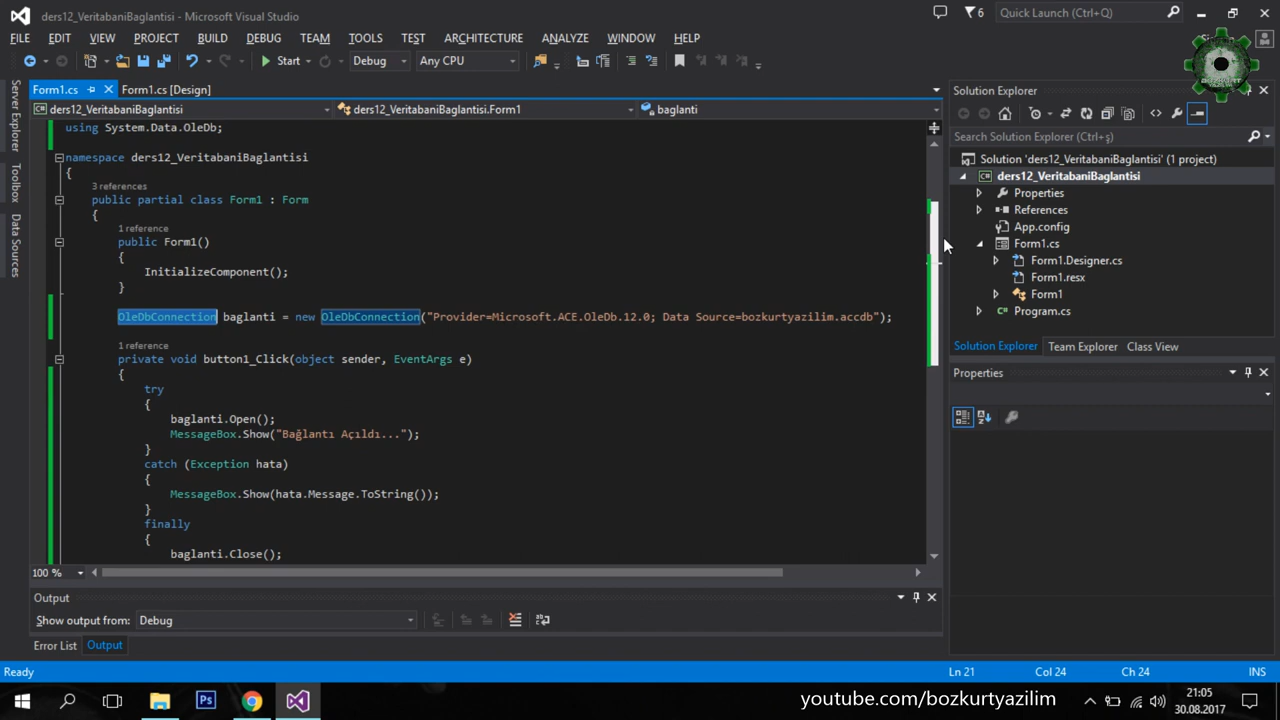 ders12_VeritabaniBaglantisi - Microsoft Visual Studio
6
Quick Launch (Ctrl+Q)
FILE EDIT VIEW PROJECT BUILD DEBUG TEAM TOOLS TEST ARCHITECTURE ANALYZE WINDOW HELP
Start Debug Any CPU
BOZKURT
Form1.cs Form1.cs [Design]
ders12_VeritabaniBaglantisi ders12_VeritabaniBaglantisi.Form1 baglanti
Server Explorer
Toolbox
Data Sources
using System.Data.OleDb;
namespace ders12_VeritabaniBaglantisi
{
3 references
public partial class Form1 : Form
{
1 reference
public Form1()
{
InitializeComponent();
}
OleDbConnection baglanti = new OleDbConnection("Provider=Microsoft.ACE.OleDb.12.0; Data Source=bozkurtyazilim.accdb");
1 reference
private void button1_Click(object sender, EventArgs e)
{
try
{
baglanti.Open();
MessageBox.Show("Bağlantı Açıldı...");
}
catch (Exception hata)
{
MessageBox.Show(hata.Message.ToString());
}
finally
{
baglanti.Close();
100 %
Solution Explorer
Search Solution Explorer (Ctrl+ş)
Solution 'ders12_VeritabaniBaglantisi' (1 project)
ders12_VeritabaniBaglantisi
Properties
References
App.config
Form1.cs
Form1.Designer.cs
Form1.resx
Form1
Program.cs
Solution Explorer Team Explorer Class View
Properties
Output
Show output from: Debug
Error List Output
Ready Ln 21 Col 24 Ch 24 INS
youtube.com/bozkurtyazilim
21:05
30.08.2017